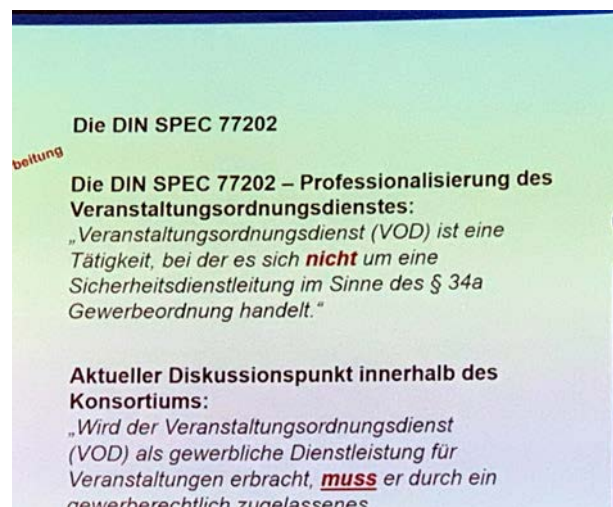 Die DIN SPEC 77202
beitung
Die DIN SPEC 77202 – Professionalisierung des
Veranstaltungsordnungsdienstes:
„Veranstaltungsordnungsdienst (VOD) ist eine
Tätigkeit, bei der es sich nicht um eine
Sicherheitsdienstleitung im Sinne des § 34a
Gewerbeordnung handelt.“
Aktueller Diskussionspunkt innerhalb des
Konsortiums:
„Wird der Veranstaltungsordnungsdienst
(VOD) als gewerbliche Dienstleistung für
Veranstaltungen erbracht, muss er durch ein
gewerberechtlich zugelassenes